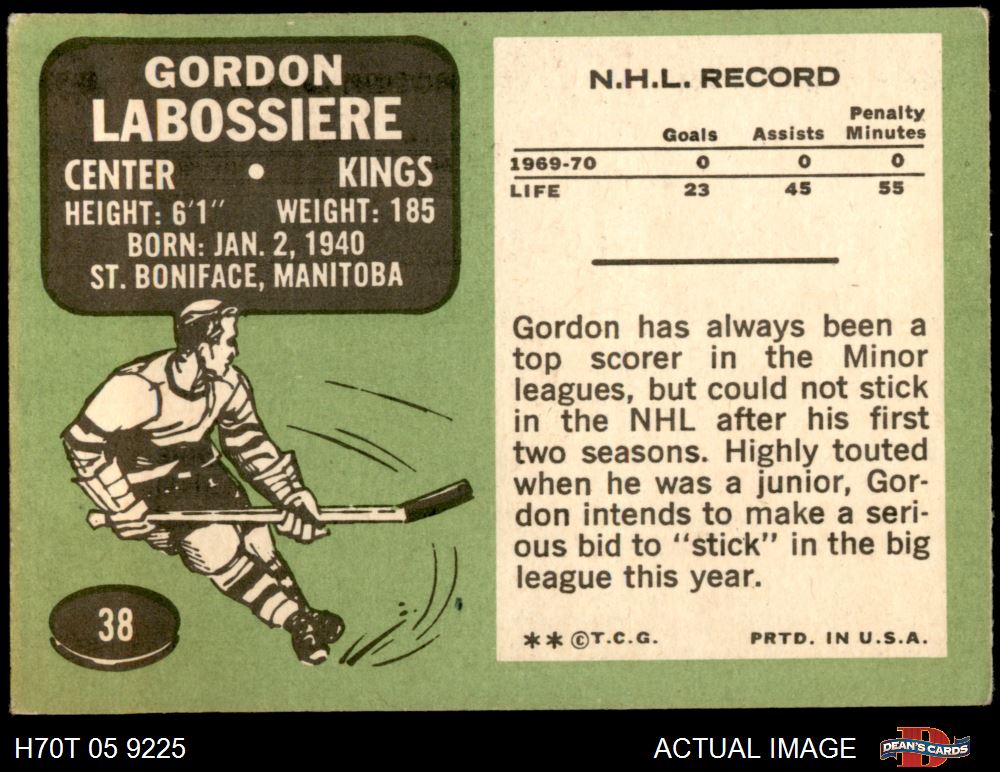 GORDON
LABOSSIERE
CENTER • KINGS
HEIGHT: 6'1" WEIGHT: 185
BORN: JAN. 2, 1940
ST. BONIFACE, MANITOBA
38
N.H.L. RECORD
Goals Assists Penalty Minutes
1969-70 0 0 0
LIFE 23 45 55
Gordon has always been a
top scorer in the Minor
leagues, but could not stick
in the NHL after his first
two seasons. Highly touted
when he was a junior, Gor-
don intends to make a seri-
ous bid to "stick" in the big
league this year.
** ©T.C.G. PRTD. IN U.S.A.
H70T 05 9225 ACTUAL IMAGE D DEAN'S CARDS